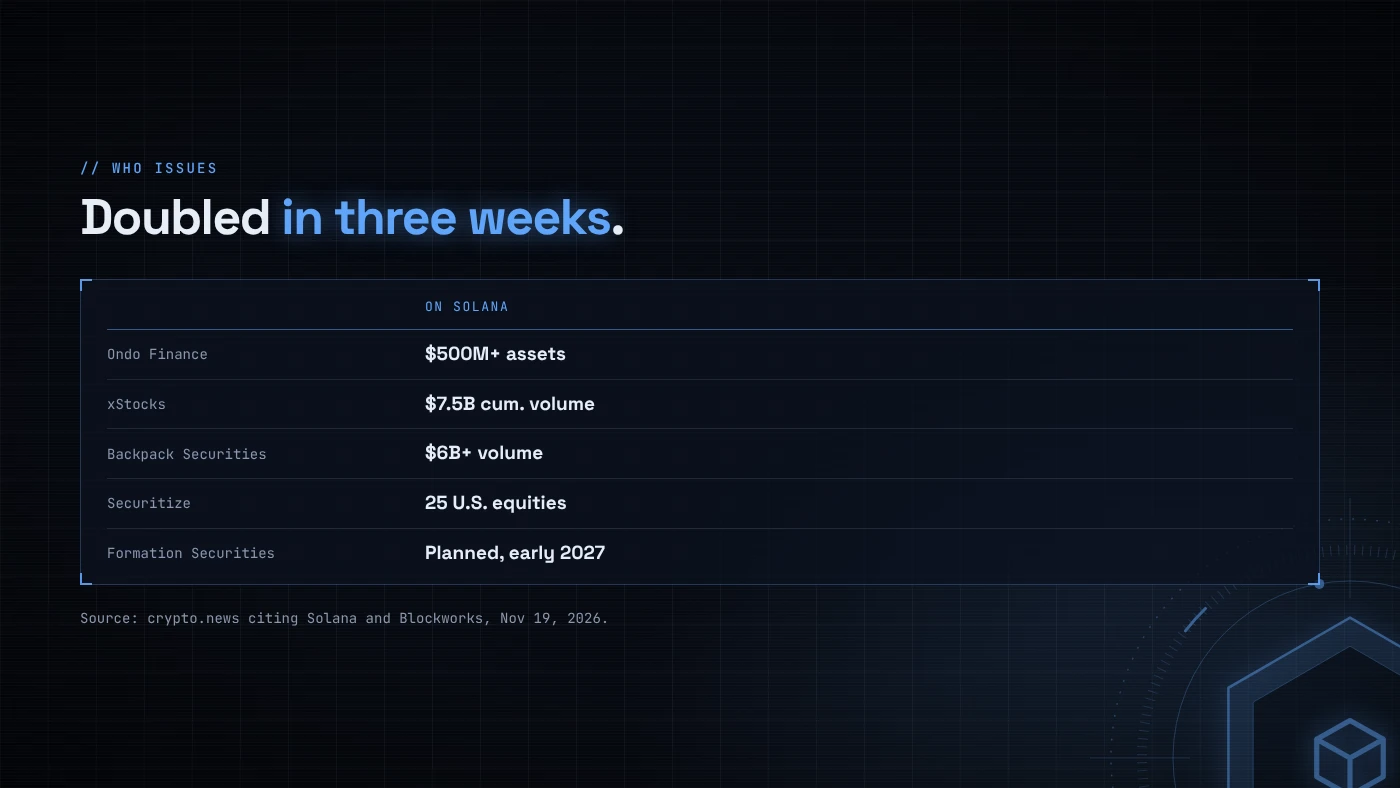 // WHO ISSUES
Doubled in three weeks.
ON SOLANA
Ondo Finance $500M+ assets
xStocks $7.5B cum. volume
Backpack Securities $6B+ volume
Securitize 25 U.S. equities
Formation Securities Planned, early 2027
Source: crypto.news citing Solana and Blockworks, Nov 19, 2026.